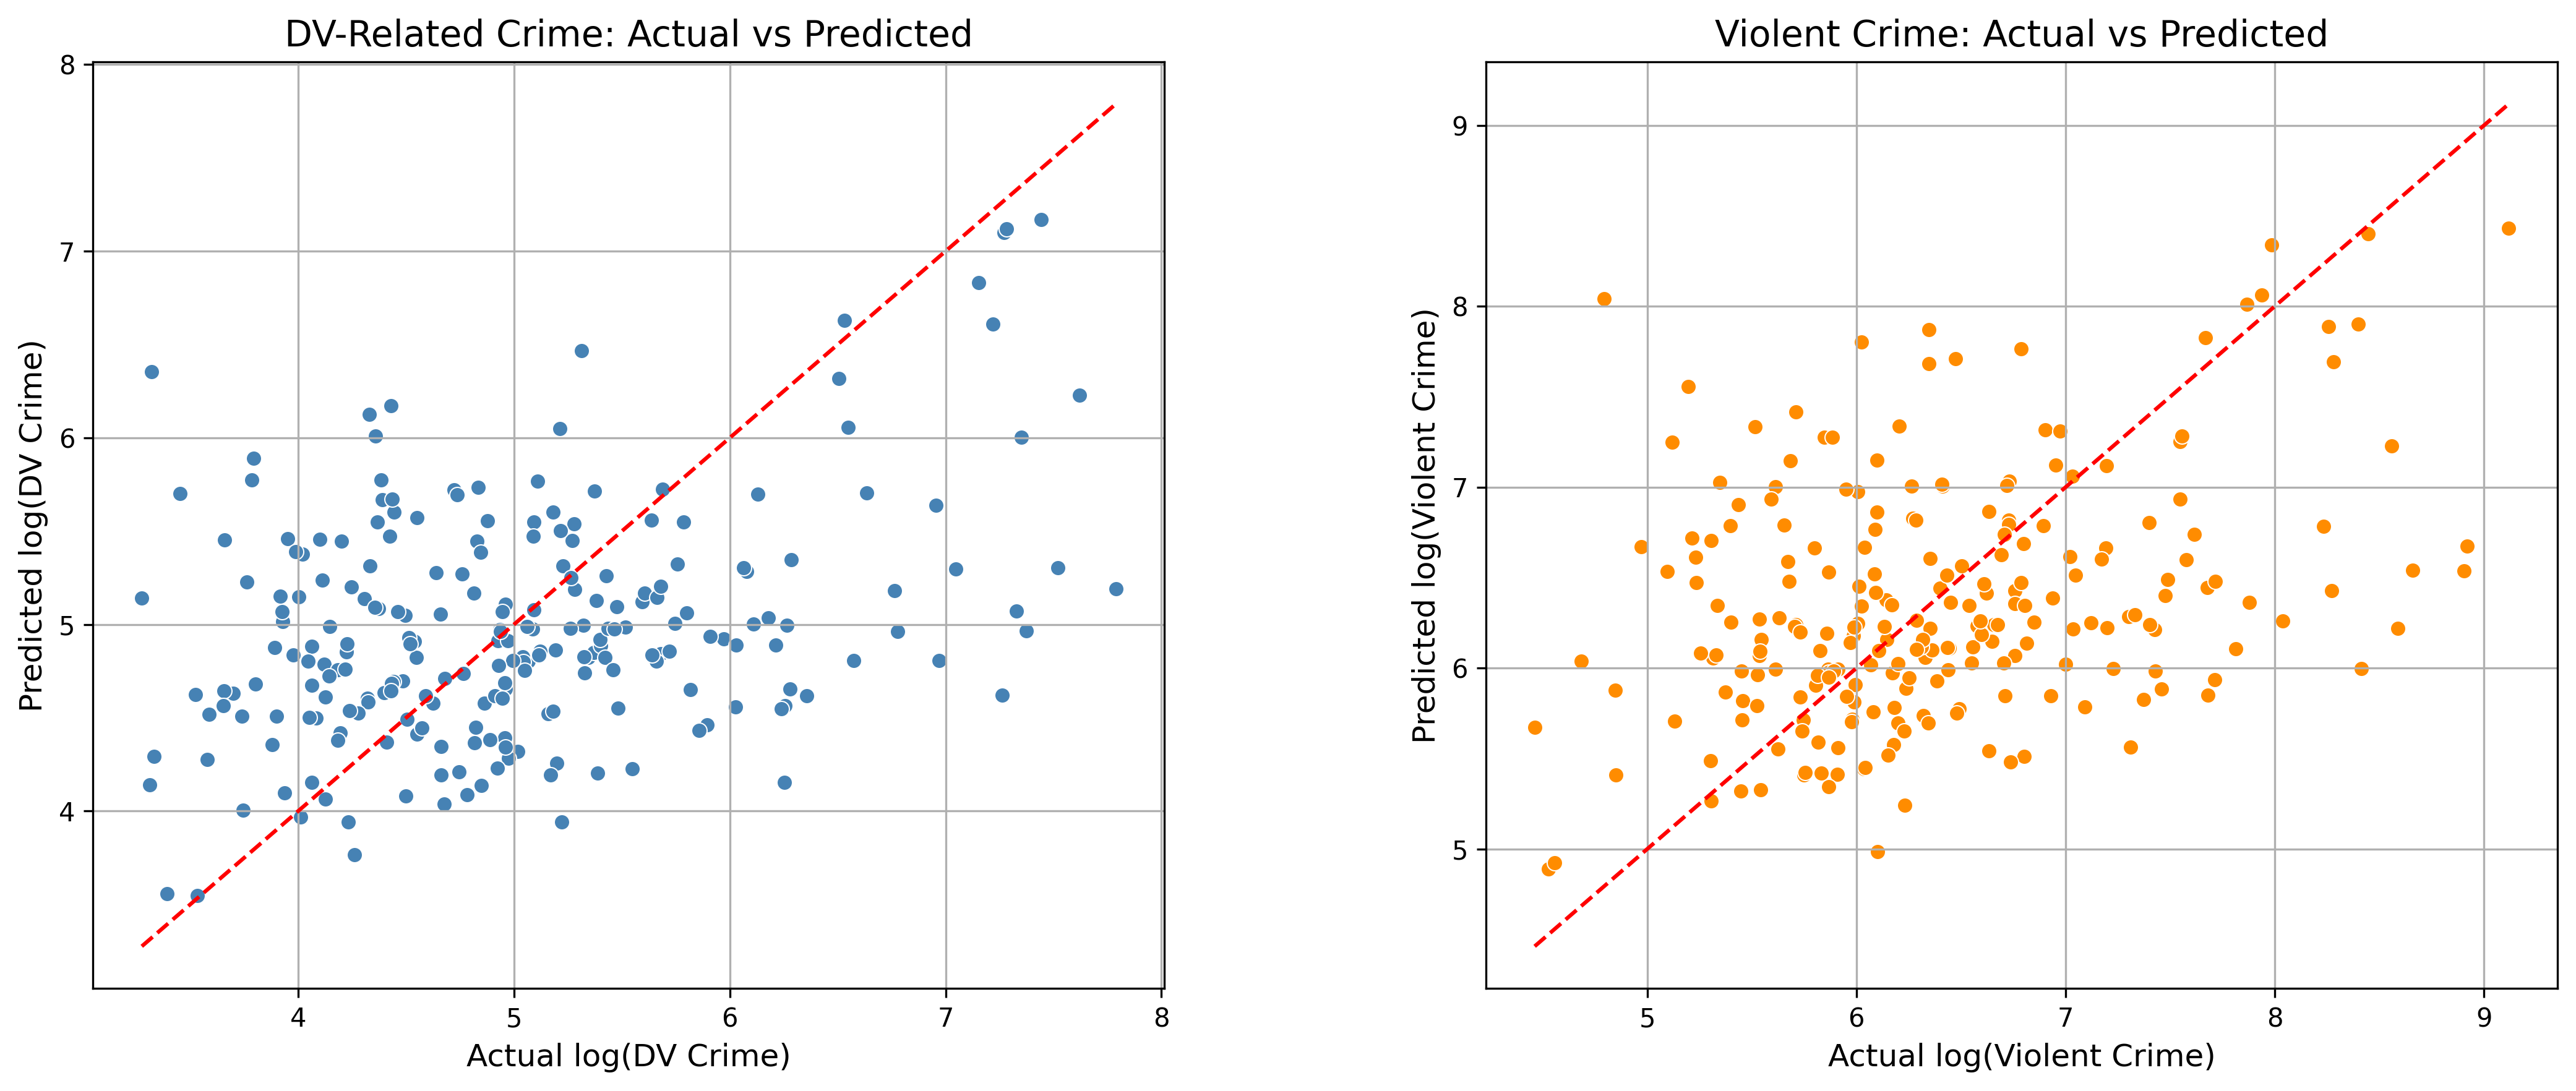 DV-Related Crime: Actual vs Predicted
8
7
6
5
4
Predicted log(DV Crime)
4 5 6 7 8
Actual log(DV Crime)
Violent Crime: Actual vs Predicted
9
8
7
6
5
Predicted log(Violent Crime)
5 6 7 8 9
Actual log(Violent Crime)